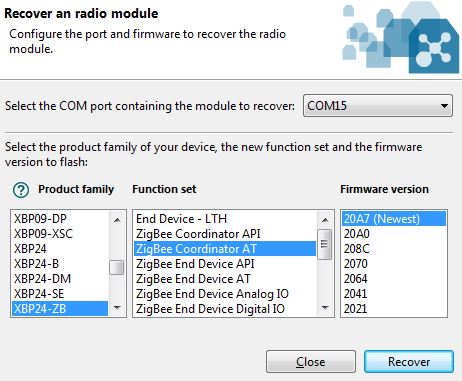 Recover an radio module
Configure the port and firmware to recover the radio
module.
Select the COM port containing the module to recover: COM15
Select the product family of your device, the new function set and the firmware
version to flash:
Product family Function set Firmware version
XBP09-DP End Device - LTH 20A7 (Newest)
XBP09-XSC ZigBee Coordinator API 20A0
XBP24 ZigBee Coordinator AT 208C
XBP24-B ZigBee End Device API 2070
XBP24-DM ZigBee End Device AT 2064
XBP24-SE ZigBee End Device Analog IO 2041
XBP24-ZB ZigBee End Device Digital IO 2021
Close Recover